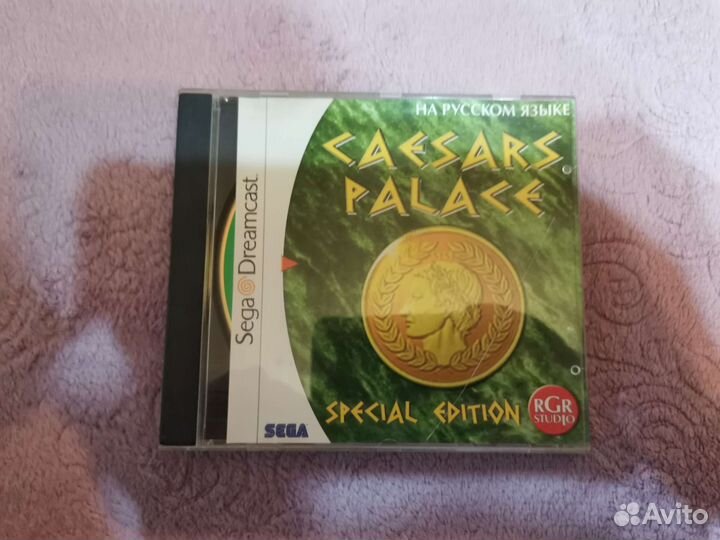 НА РУССКОМ ЯЗЫКЕ
CAESARS
PALACE
Sega Dreamcast
SPECIAL EDITION
RGR
STUDIO
SEGA
Avito